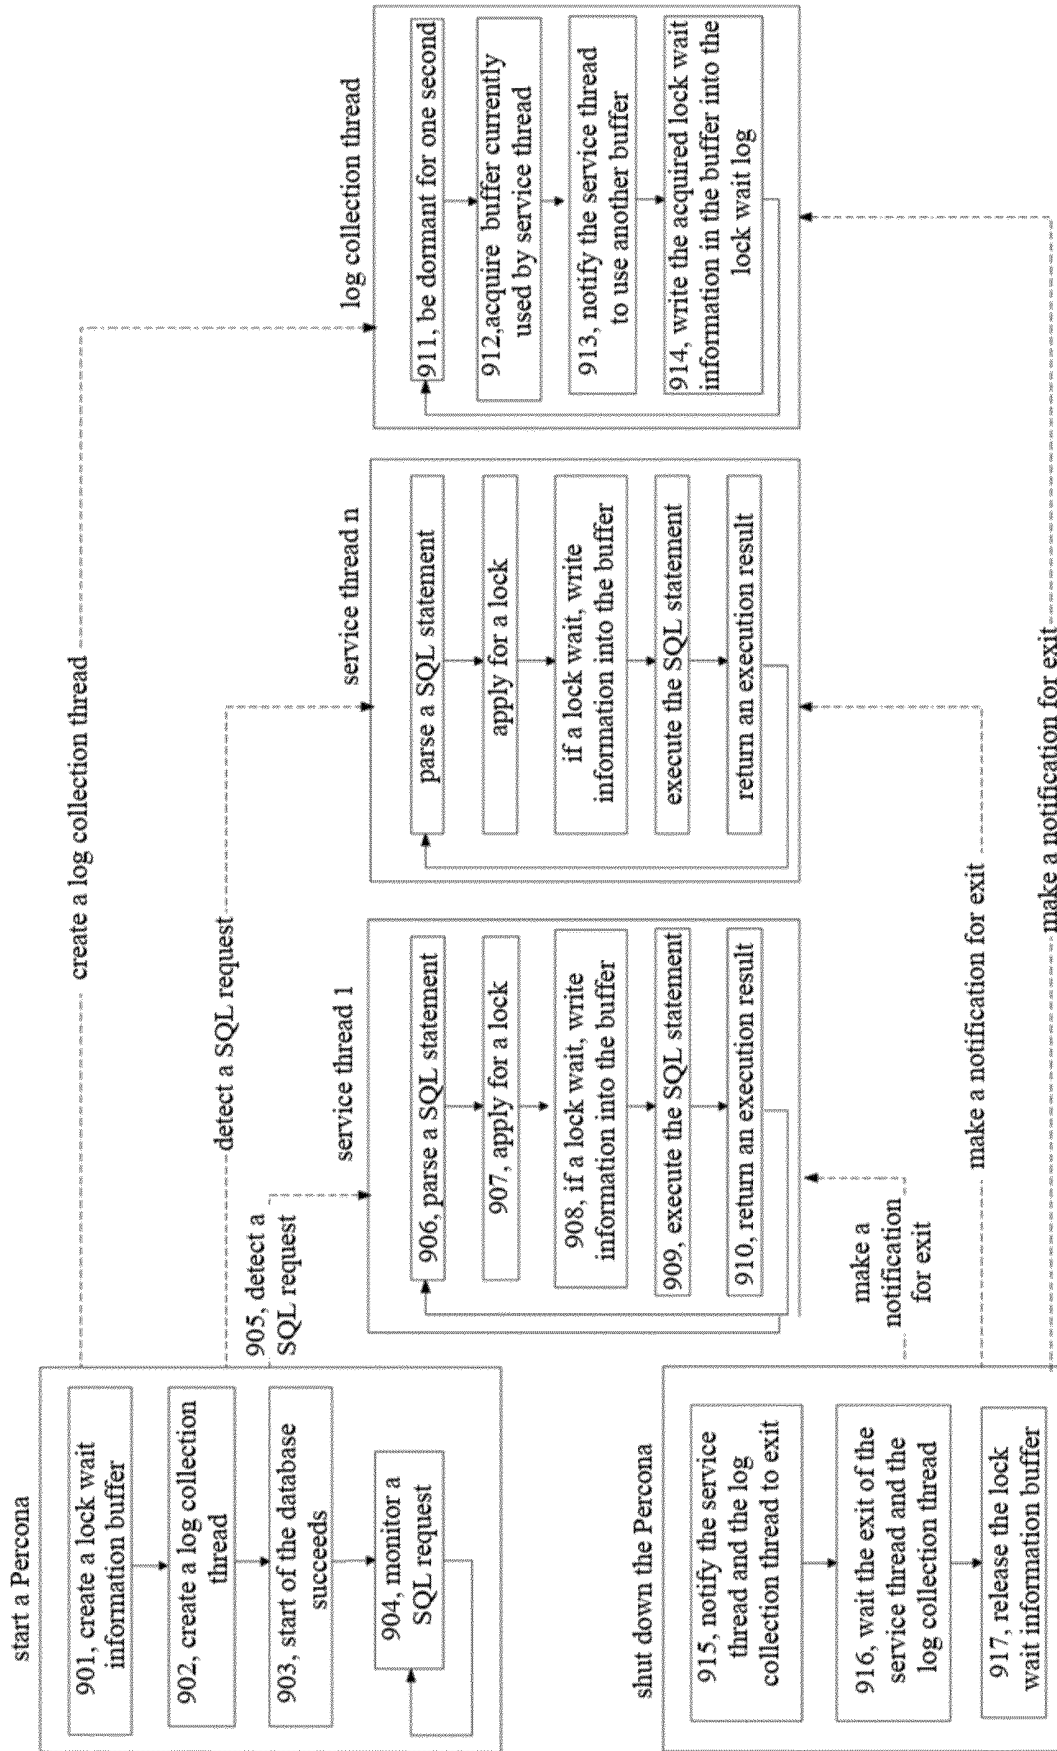 start a Percona
901, create a lock wait
information buffer
902, create a log collection
thread
903, start of the database
succeeds
904, monitor a
SQL request
create a log collection thread
detect a SQL request
905, detect a
SQL request
service thread 1
906, parse a SQL statement
907, apply for a lock
908, if a lock wait, write
information into the buffer
909, execute the SQL statement
910, return an execution result
service thread n
parse a SQL statement
apply for a lock
if a lock wait, write
information into the buffer
execute the SQL statement
return an execution result
log collection thread
911, be dormant for one second
912,acquire buffer currently
used by service thread
913, notify the service thread
to use another buffer
914, write the acquired lock wait
information in the buffer into the
lock wait log
shut down the Percona
915, notify the service
thread and the log
collection thread to exit
916, wait the exit of the
service thread and the
log collection thread
917, release the lock
wait information buffer
make a
notification
for exit
make a notification for exit
make a notification for exit